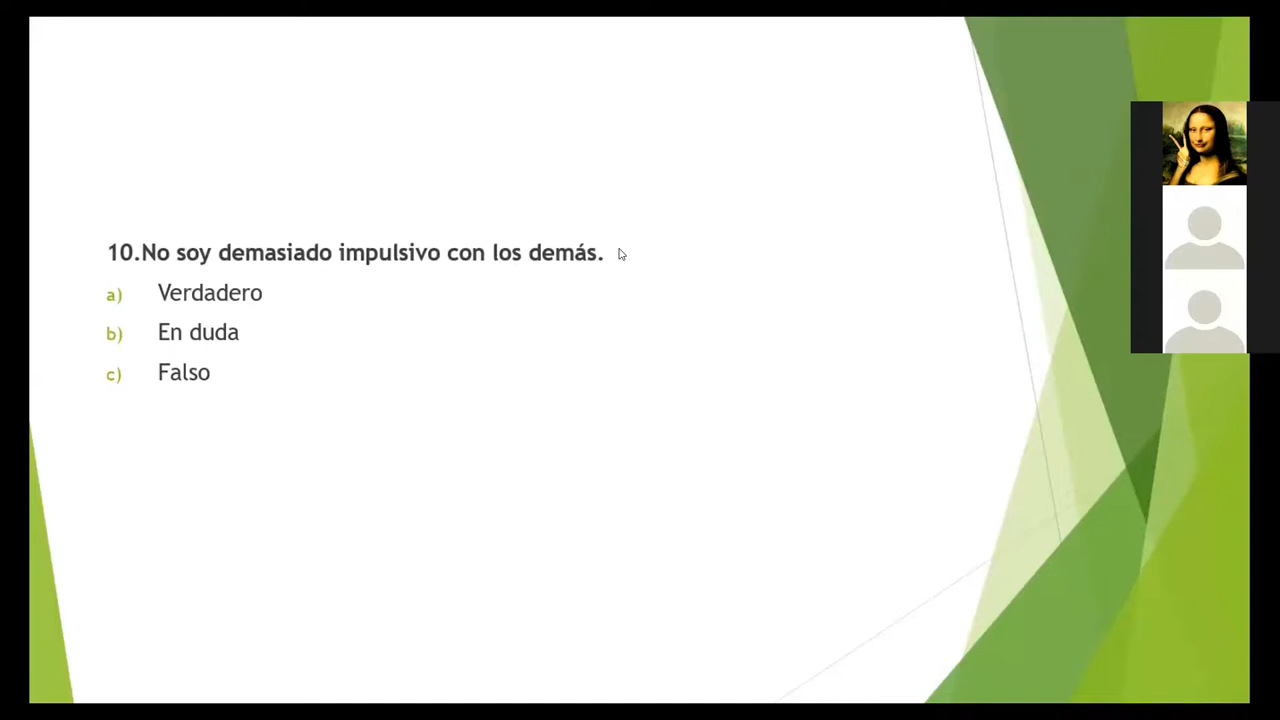 10.No soy demasiado impulsivo con los demás.
a) Verdadero
b) En duda
c) Falso